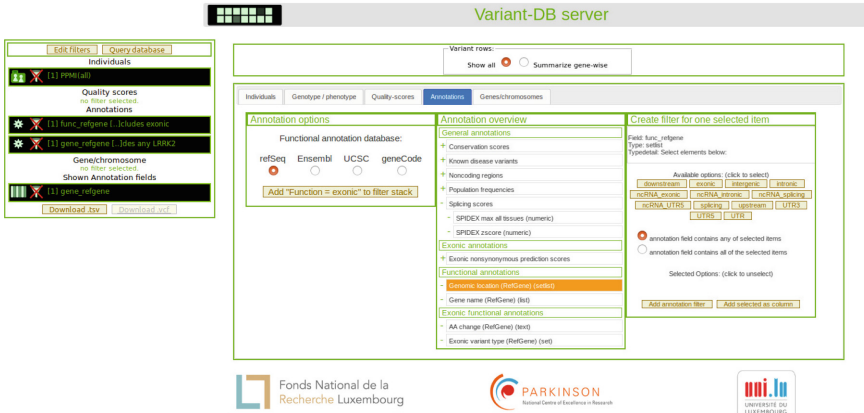 Variant-DB server
Edit filters Query database
Individuals
[1] PPMI(all)
Quality scores
no filter selected.
Annotations
[1] func_refgene [..]cludes exonic
[1] gene_refgene [..]des any LRRK2
Gene/chromosome
no filter selected.
Shown Annotation fields
[1] gene_refgene
Download .tsv Download .vcf
Variant rows:
Show all Summarize gene-wise
Individuals Genotype / phenotype Quality-scores Annotations Genes/chromosomes
Annotation options
Functional annotation database:
refSeq Ensembl UCSC geneCode
Add "Function = exonic" to filter stack
Annotation overview
General annotations
+ Conservation scores
+ Known disease variants
+ Noncoding regions
+ Population frequencies
- Splicing scores
- SPIDEX max all tissues (numeric)
- SPIDEX zscore (numeric)
Exonic annotations
+ Exonic nonsynonymous prediction scores
Functional annotations
- Genomic location (RefGene) (setlist)
- Gene name (RefGene) (list)
Exonic functional annotations
- AA change (RefGene) (text)
- Exonic variant type (RefGene) (set)
Create filter for one selected item
Field: func_refgene
Type: setlist
Typedetail: Select elements below:
Available options: (click to select)
downstream exonic intergenic intronic
ncRNA_exonic ncRNA_intronic ncRNA_splicing
ncRNA_UTR5 splicing upstream UTR3
UTR5 UTR
annotation field contains any of selected items
annotation field contains all of the selected items
Selected Options: (click to unselect)
Add annotation filter Add selected as column
Fonds National de la
Recherche Luxembourg
PARKINSON
National Centre of Excellence in Research
uni.lu
UNIVERSITÉ DU
LUXEMBOURG